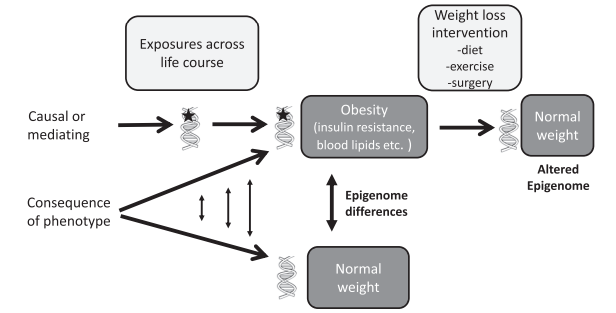 Exposures across
life course
Weight loss
intervention
-diet
-exercise
-surgery
Causal or
mediating
Obesity
(insulin resistance,
blood lipids etc. )
Normal
weight
Altered
Epigenome
Consequence
of phenotype
Epigenome
differences
Normal
weight